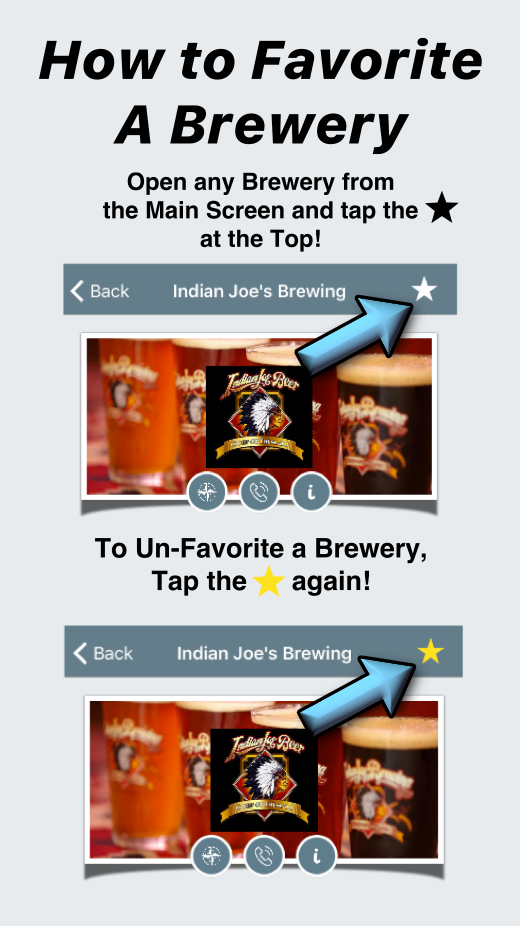 How to Favorite
A Brewery
Open any Brewery from
the Main Screen and tap the
at the Top!
Back
Indian Joe's Brewing
Indian Joe Beer
i
To Un-Favorite a Brewery,
Tap the again!
Back
Indian Joe's Brewing
Indian Joe Beer
i